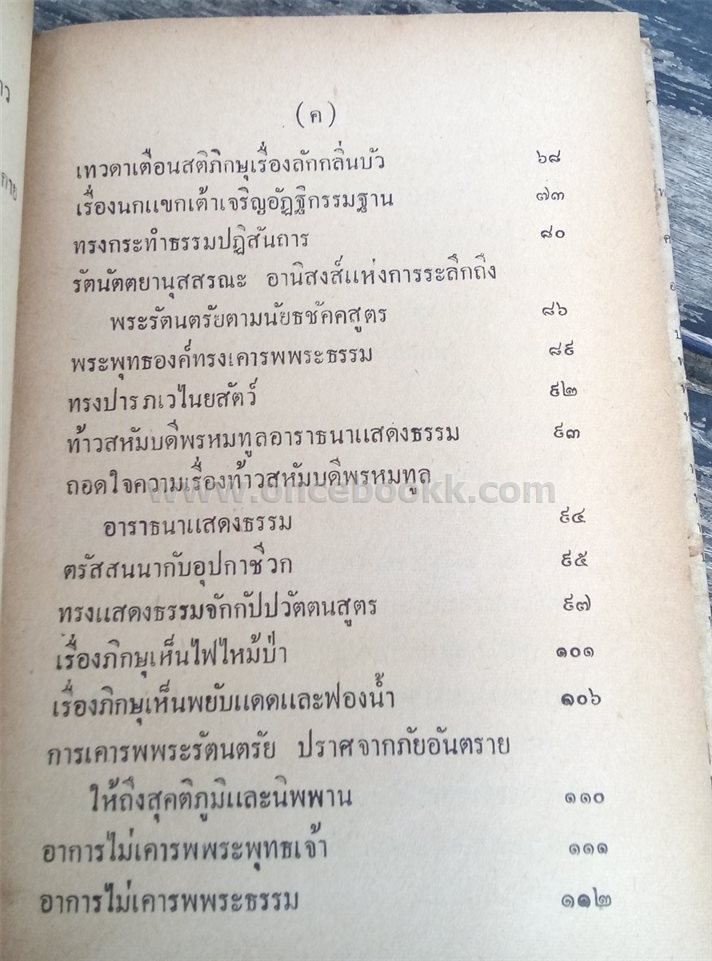 (ค)
เทวดาเตือนสติภิกษุเรื่องลักกลิ่นบัว ๖๘
เรื่องนกแขกเต้าเจริญอัฏฐิกรรมฐาน ๗๓
ทรงกระทำธรรมปฏิสันถาร ๘๐
รัตนัตตยานุสสรณะ อานิสงส์แห่งการระลึกถึง
พระรัตนตรัยตามนัยธชัคคสูตร ๘๖
พระพุทธองค์ทรงเคารพพระธรรม ๘๙
ทรงปารภเวไนยสัตว์ ๙๒
ท้าวสหัมบดีพรหมทูลอาราธนาแสดงธรรม ๙๓
ถอดใจความเรื่องท้าวสหัมบดีพรหมทูล
www.officebookk.com
อาราธนาแสดงธรรม ๙๔
ตรัสสนนากับอุปกาชีวก ๙๕
ทรงแสดงธรรมจักกัปปวัตตนสูตร ๙๗
เรื่องภิกษุเห็นไฟไหม้ป่า ๑๐๑
เรื่องภิกษุเห็นพยับแดดและฟองน้ำ ๑๐๖
การเคารพพระรัตนตรัย ปราศจากภัยอันตราย
ให้ถึงสุคติภูมิและนิพพาน ๑๑๐
อาการไม่เคารพพระพุทธเจ้า ๑๑๑
อาการไม่เคารพพระธรรม ๑๑๒